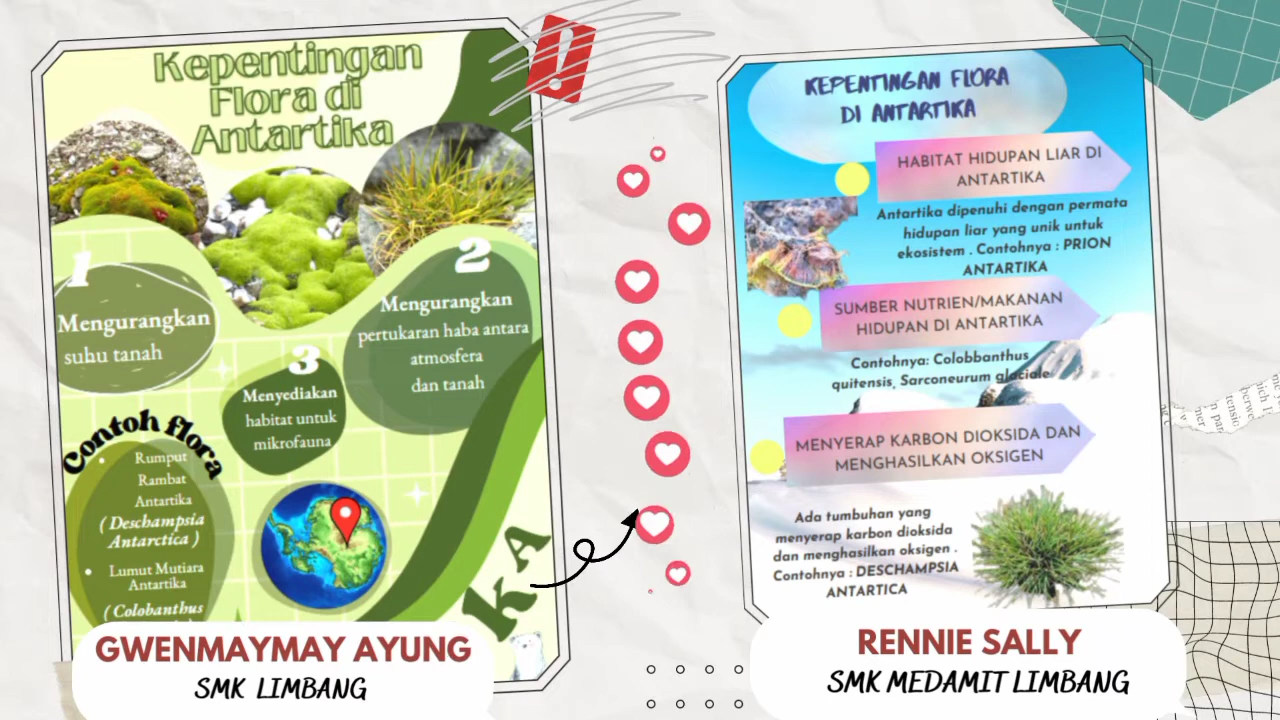 Kepentingan
Flora di
Antartika
1
Mengurangkan
suhu tanah
2
Mengurangkan
pertukaran haba antara
atmosfera
dan tanah
3
Menyediakan
habitat untuk
mikrofauna
Contoh flora
• Rumput
Rambat
Antartika
( Deschampsia
Antarctica )
• Lumut Mutiara
Antartika
( Colobanthus
KA
GWENMAYMAY AYUNG
SMK LIMBANG
KEPENTINGAN FLORA
DI ANTARTIKA
HABITAT HIDUPAN LIAR DI
ANTARTIKA
Antartika dipenuhi dengan permata
hidupan liar yang unik untuk
ekosistem . Contohnya : PRION
ANTARTIKA
SUMBER NUTRIEN/MAKANAN
HIDUPAN DI ANTARTIKA
Contohnya: Colobbanthus
quitensis, Sarconeurum glaciale
MENYERAP KARBON DIOKSIDA DAN
MENGHASILKAN OKSIGEN
Ada tumbuhan yang
menyerap karbon dioksida
dan menghasilkan oksigen .
Contohnya : DESCHAMPSIA
ANTARTICA
RENNIE SALLY
SMK MEDAMIT LIMBANG